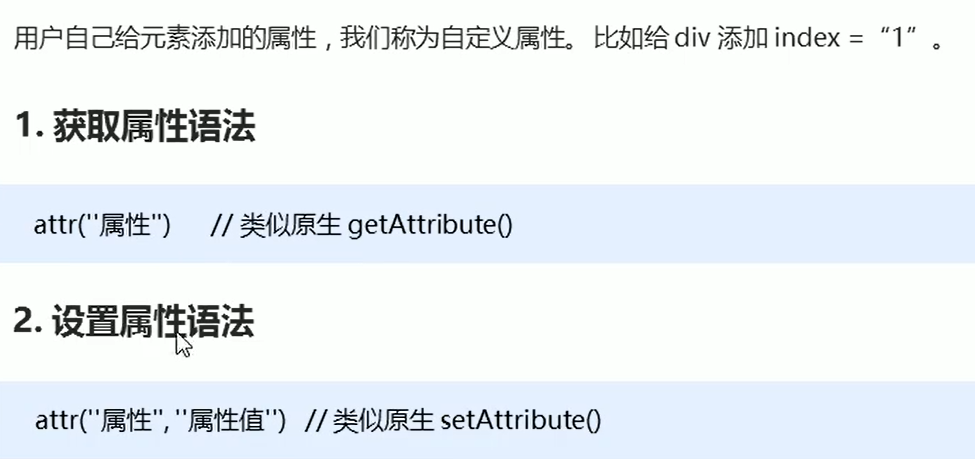 用户自己给元素添加的属性，我们称为自定义属性。 比如给 div 添加 index = “1” 。
1. 获取属性语法
attr(''属性'') // 类似原生 getAttribute()
2. 设置属性语法
attr(''属性'', ''属性值'') // 类似原生 setAttribute()